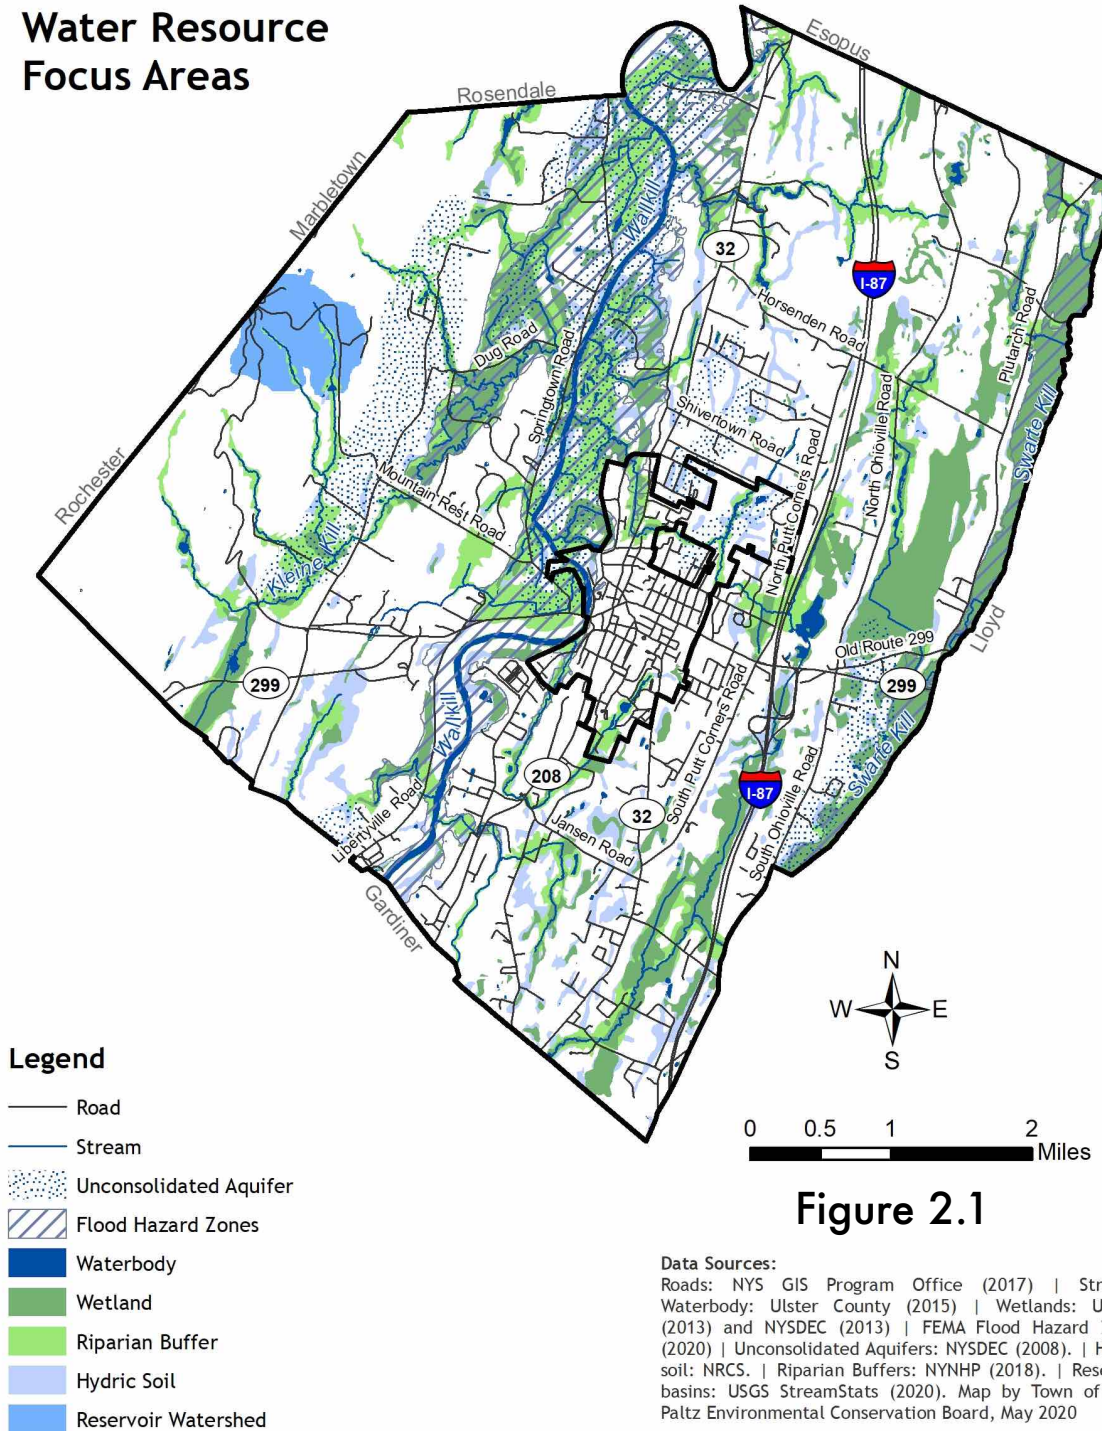 Water Resource
Focus Areas
Esopus
Rosendale
Marbletown
Wallkill
32
I-87
Horsenden Road
Plutarch Road
Dug Road
Springtown Road
Swarte Kill
Shivertown Road
North Ohioville Road
North Putt Corners Road
Rochester
Mountain Rest Road
Kleine Kill
Lloyd
Old Route 299
299
299
Wallkill
South Putt Corners Road
Swarte Kill
208
I-87
32
South Ohioville Road
Libertyville Road
Jansen Road
Gardiner
N
W
E
S
Legend
Road
Stream
Unconsolidated Aquifer
Flood Hazard Zones
Waterbody
Wetland
Riparian Buffer
Hydric Soil
Reservoir Watershed
0 0.5 1 2
Miles
Figure 2.1
Data Sources:
Roads: NYS GIS Program Office (2017) | Str
Waterbody: Ulster County (2015) | Wetlands: U
(2013) and NYSDEC (2013) | FEMA Flood Hazard
(2020) | Unconsolidated Aquifers: NYSDEC (2008). | H
soil: NRCS. | Riparian Buffers: NYNHP (2018). | Rese
basins: USGS StreamStats (2020). Map by Town of
Paltz Environmental Conservation Board, May 2020